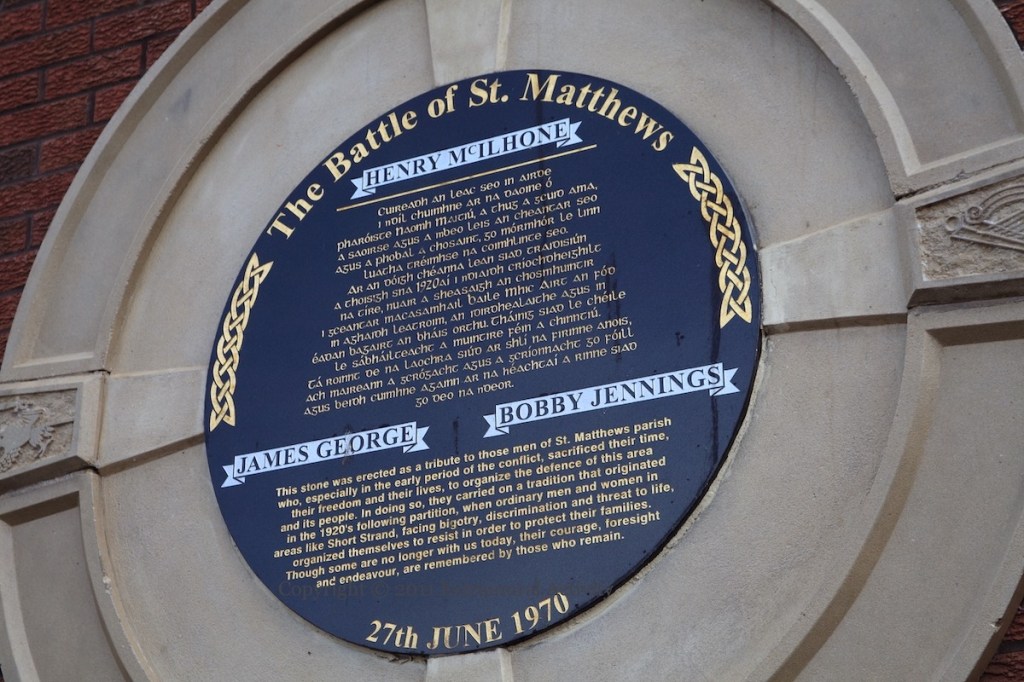 The Battle of St. Matthews
HENRY McILHONE
Cuireadh an leac seo in airde
i ndíl chuimhne ar na daoine ó
pharóiste Naomh Maitiú, a thug a gcuid ama,
a saoirse agus a mbeo leis an cheantar seo
agus a phobal a chosaint, go mórmhór le linn
luatha tréimhse na coimhlinte seo.
Ar an dóigh chéanna lean siad traidisiún
a thoisigh sna 1920aí i ndiaidh críochdheighilt
na tíre, nuair a sheasaigh an chosmhuintir
i gceantar macasamhail Baile Mhic Airt an fód
in aghaidh leatroim, an idirdhealaithe agus in
éadan bagairt an bháis orthu. Tháinig siad le chéile
le sábháilteacht a muintire féin a chinntiú.
Tá roinnt de na laochra siúd ar shlí na fírinne anois,
ach maireann a gcrógacht agus a gcríonnacht go fóill
agus beidh cuimhne againn ar na héachtaí a rinne siad
go deo na ndeor.
JAMES GEORGE
BOBBY JENNINGS
This stone was erected as a tribute to those men of St. Matthews parish
who, especially in the early period of the conflict, sacrificed their time,
their freedom and their lives, to organize the defence of this area
and its people. In doing so, they carried on a tradition that originated
in the 1920's following partition, when ordinary men and women in
areas like Short Strand, facing bigotry, discrimination and threat to life,
organized themselves to resist in order to protect their families.
Though some are no longer with us today, their courage, foresight
and endeavour, are remembered by those who remain.
Copyright ©
27th JUNE 1970